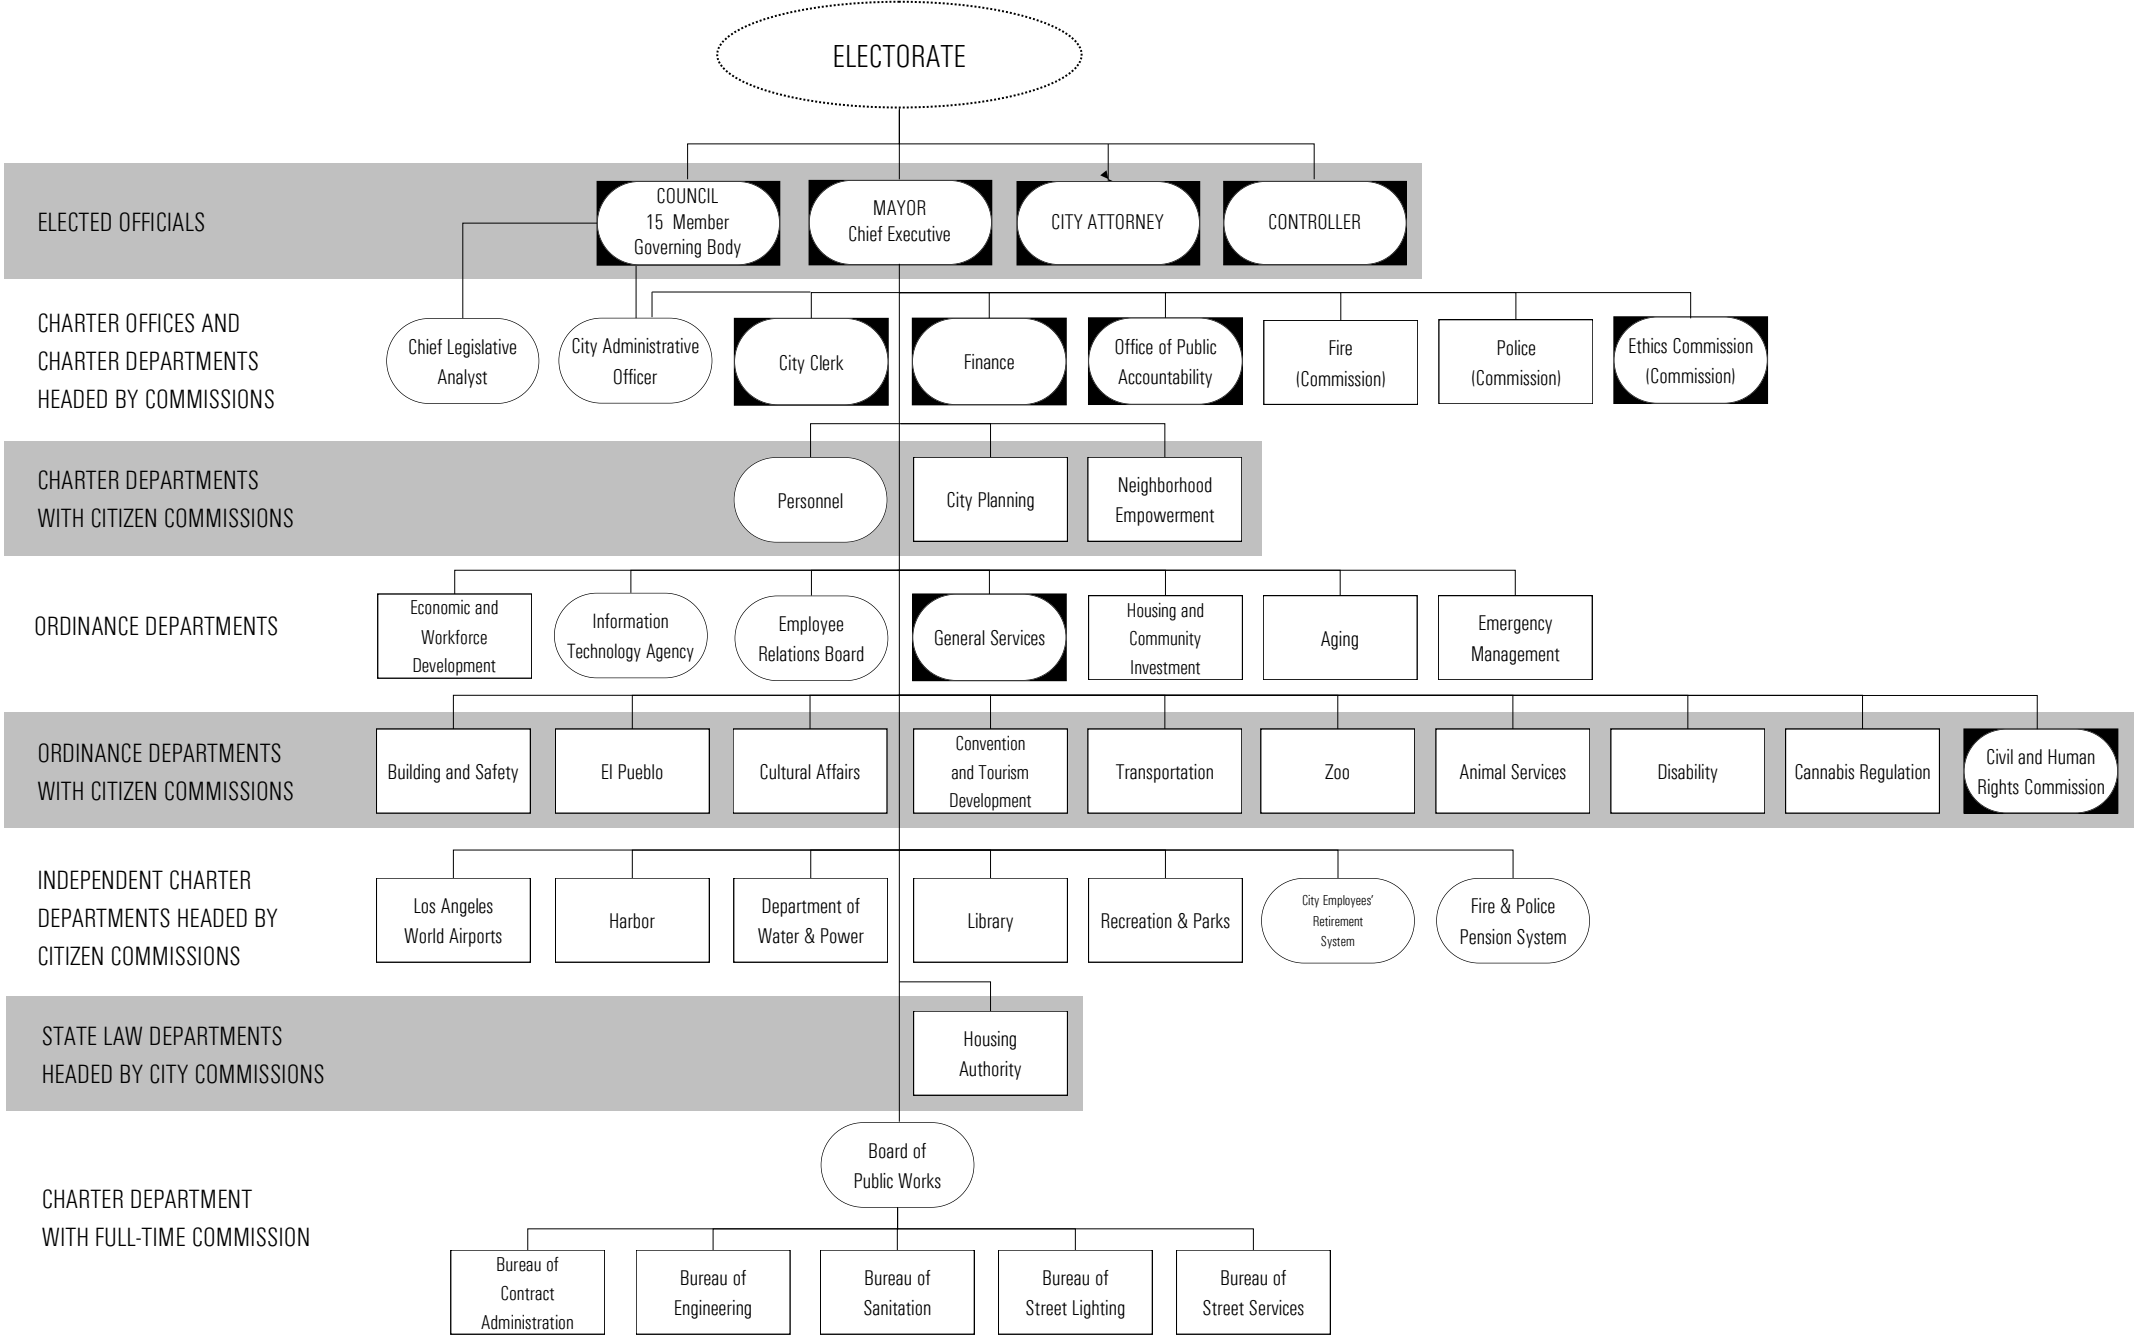 ELECTORATE
ELECTED OFFICIALS
COUNCIL
15 Member
Governing Body
MAYOR
Chief Executive
CITY ATTORNEY
CONTROLLER
CHARTER OFFICES AND
CHARTER DEPARTMENTS
HEADED BY COMMISSIONS
Chief Legislative
Analyst
City Administrative
Officer
City Clerk
Finance
Office of Public
Accountability
Fire
(Commission)
Police
(Commission)
Ethics Commission
(Commission)
CHARTER DEPARTMENTS
WITH CITIZEN COMMISSIONS
Personnel
City Planning
Neighborhood
Empowerment
ORDINANCE DEPARTMENTS
Economic and
Workforce
Development
Information
Technology Agency
Employee
Relations Board
General Services
Housing and
Community
Investment
Aging
Emergency
Management
ORDINANCE DEPARTMENTS
WITH CITIZEN COMMISSIONS
Building and Safety
El Pueblo
Cultural Affairs
Convention
and Tourism
Development
Transportation
Zoo
Animal Services
Disability
Cannabis Regulation
Civil and Human
Rights Commission
INDEPENDENT CHARTER
DEPARTMENTS HEADED BY
CITIZEN COMMISSIONS
Los Angeles
World Airports
Harbor
Department of
Water & Power
Library
Recreation & Parks
City Employees'
Retirement
System
Fire & Police
Pension System
STATE LAW DEPARTMENTS
HEADED BY CITY COMMISSIONS
Housing
Authority
CHARTER DEPARTMENT
WITH FULL-TIME COMMISSION
Board of
Public Works
Bureau of
Contract
Administration
Bureau of
Engineering
Bureau of
Sanitation
Bureau of
Street Lighting
Bureau of
Street Services